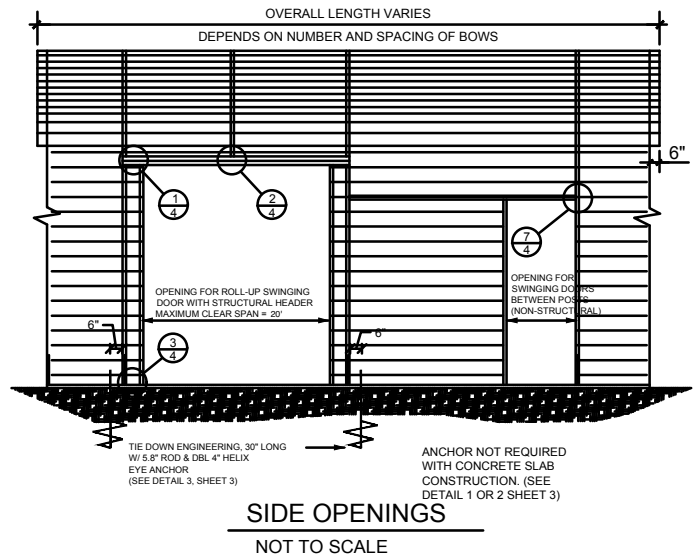 OVERALL LENGTH VARIES
DEPENDS ON NUMBER AND SPACING OF BOWS
6"
1
4
2
4
7
4
OPENING FOR ROLL-UP SWINGING
DOOR WITH STRUCTURAL HEADER
MAXIMUM CLEAR SPAN = 20'
OPENING FOR
SWINGING DOORS
BETWEEN POSTS
(NON-STRUCTURAL)
6"
6"
3
4
TIE DOWN ENGINEERING, 30" LONG
W/ 5.8" ROD & DBL 4" HELIX
EYE ANCHOR
(SEE DETAIL 3, SHEET 3)
ANCHOR NOT REQUIRED
WITH CONCRETE SLAB
CONSTRUCTION. (SEE
DETAIL 1 OR 2 SHEET 3)
SIDE OPENINGS
NOT TO SCALE